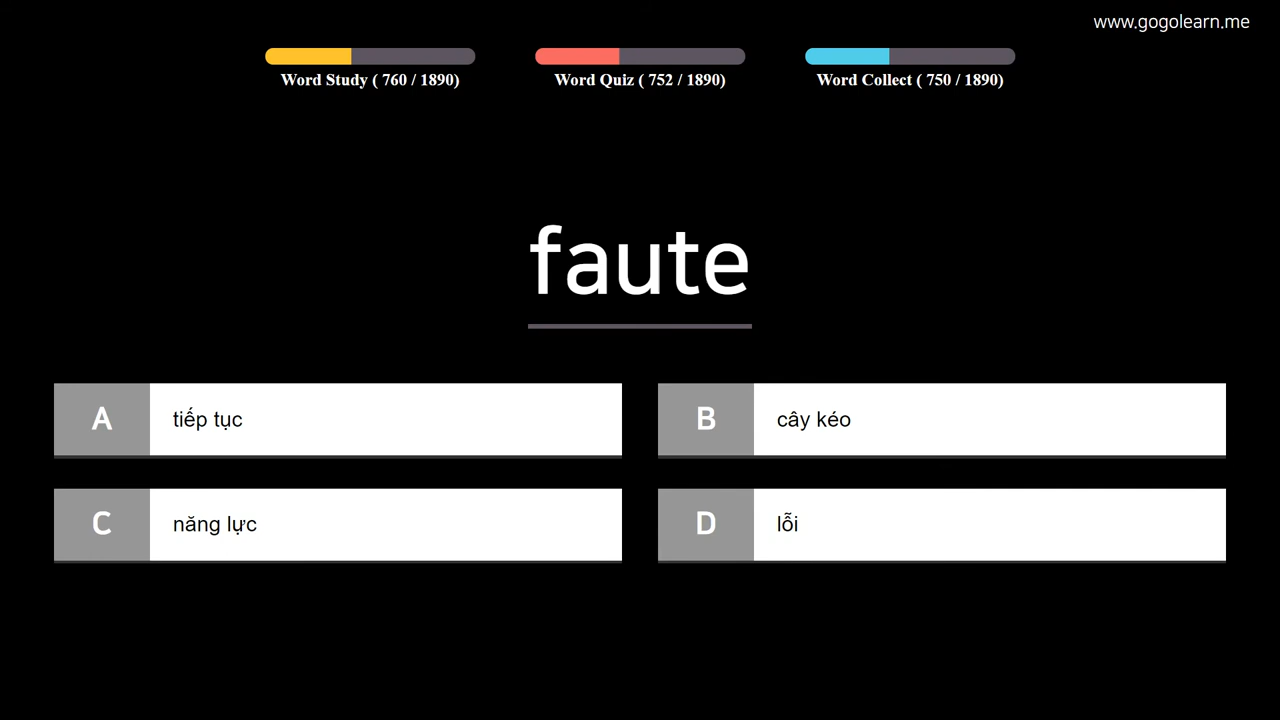 www.gogolearn.me
Word Study ( 760 / 1890)
Word Quiz ( 752 / 1890)
Word Collect ( 750 / 1890)
faute
A tiếp tục
B cây kéo
C năng lực
D lỗi